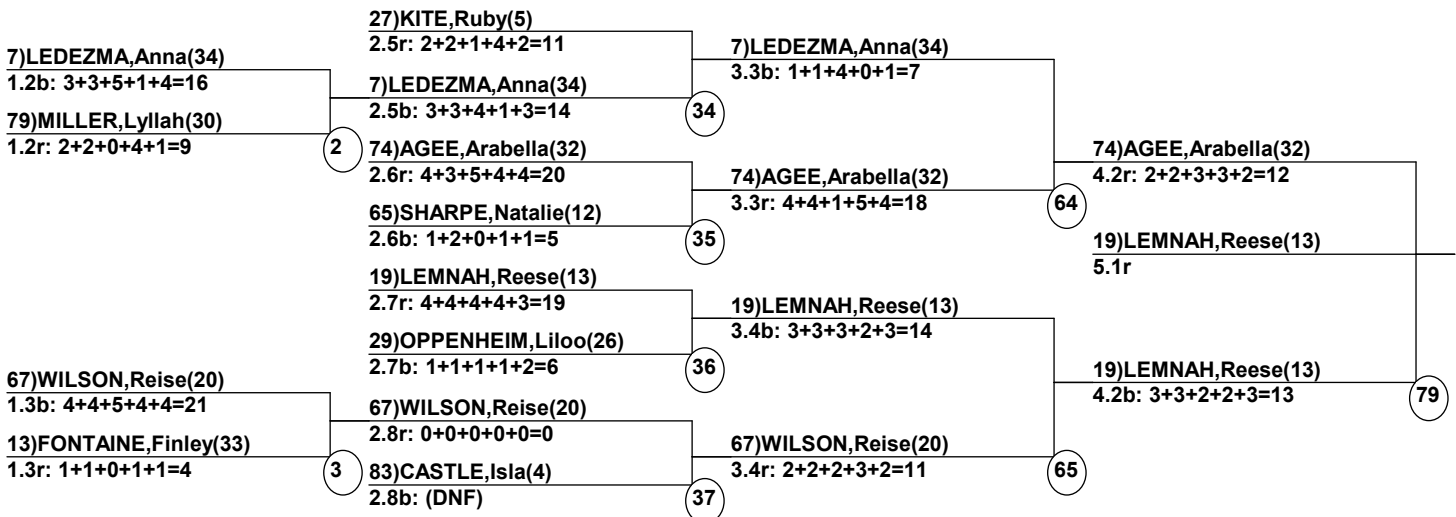 7)LEDEZMA,Anna(34)
1.2b: 3+3+5+1+4=16
79)MILLER,Lyllah(30)
1.2r: 2+2+0+4+1=9
2
67)WILSON,Reise(20)
1.3b: 4+4+5+4+4=21
13)FONTAINE,Finley(33)
1.3r: 1+1+0+1+1=4
3
27)KITE,Ruby(5)
2.5r: 2+2+1+4+2=11
7)LEDEZMA,Anna(34)
2.5b: 3+3+4+1+3=14
34
74)AGEE,Arabella(32)
2.6r: 4+3+5+4+4=20
65)SHARPE,Natalie(12)
2.6b: 1+2+0+1+1=5
35
19)LEMNAH,Reese(13)
2.7r: 4+4+4+4+3=19
29)OPPENHEIM,Liloo(26)
2.7b: 1+1+1+1+2=6
36
67)WILSON,Reise(20)
2.8r: 0+0+0+0+0=0
83)CASTLE,Isla(4)
2.8b: (DNF)
37
7)LEDEZMA,Anna(34)
3.3b: 1+1+4+0+1=7
74)AGEE,Arabella(32)
3.3r: 4+4+1+5+4=18
64
19)LEMNAH,Reese(13)
3.4b: 3+3+3+2+3=14
67)WILSON,Reise(20)
3.4r: 2+2+2+3+2=11
65
74)AGEE,Arabella(32)
4.2r: 2+2+3+3+2=12
19)LEMNAH,Reese(13)
5.1r
19)LEMNAH,Reese(13)
4.2b: 3+3+2+2+3=13
79